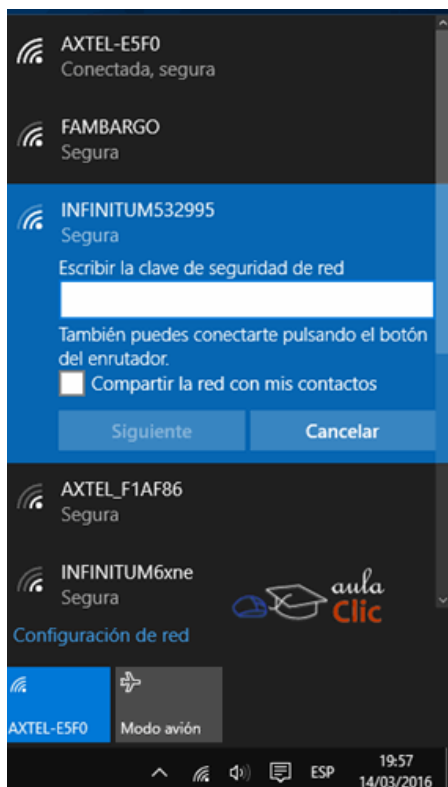 AXTEL-E5F0
Conectada, segura
FAMBARGO
Segura
INFINITUM532995
Segura
Escribir la clave de seguridad de red
También puedes conectarte pulsando el botón
del enrutador.
Compartir la red con mis contactos
Siguiente Cancelar
AXTEL_F1AF86
Segura
INFINITUM6xne
Segura
aula
Clic
Configuración de red
AXTEL-E5F0 Modo avión
ESP 19:57
14/03/2016